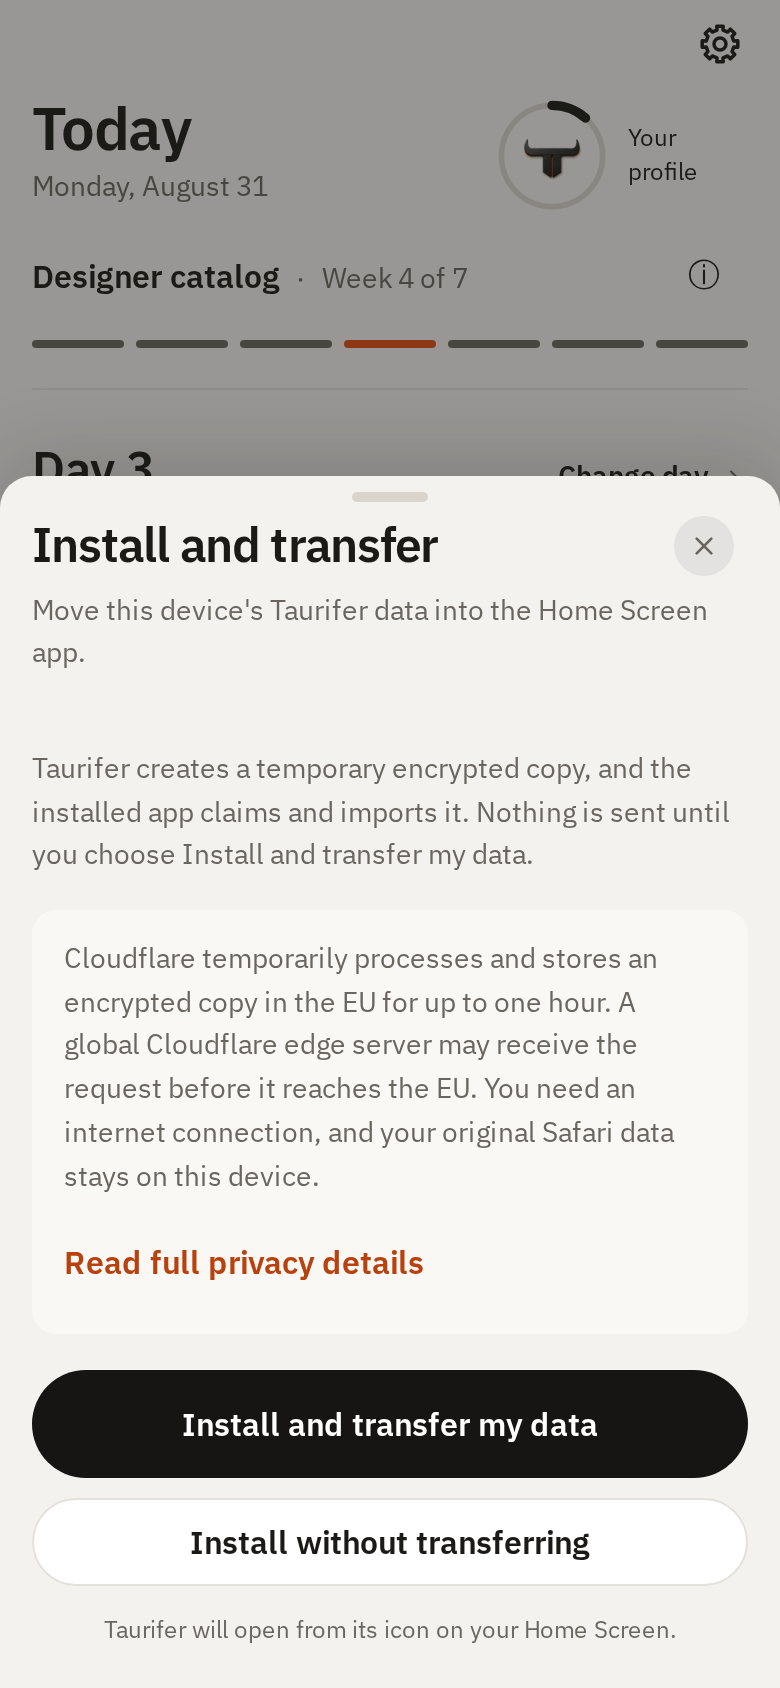 Today
Monday, August 31
Your
profile
Designer catalog · Week 4 of 7
Day 3
Change day
Install and transfer
Move this device's Taurifer data into the Home Screen
app.
Taurifer creates a temporary encrypted copy, and the
installed app claims and imports it. Nothing is sent until
you choose Install and transfer my data.
Cloudflare temporarily processes and stores an
encrypted copy in the EU for up to one hour. A
global Cloudflare edge server may receive the
request before it reaches the EU. You need an
internet connection, and your original Safari data
stays on this device.
Read full privacy details
Install and transfer my data
Install without transferring
Taurifer will open from its icon on your Home Screen.